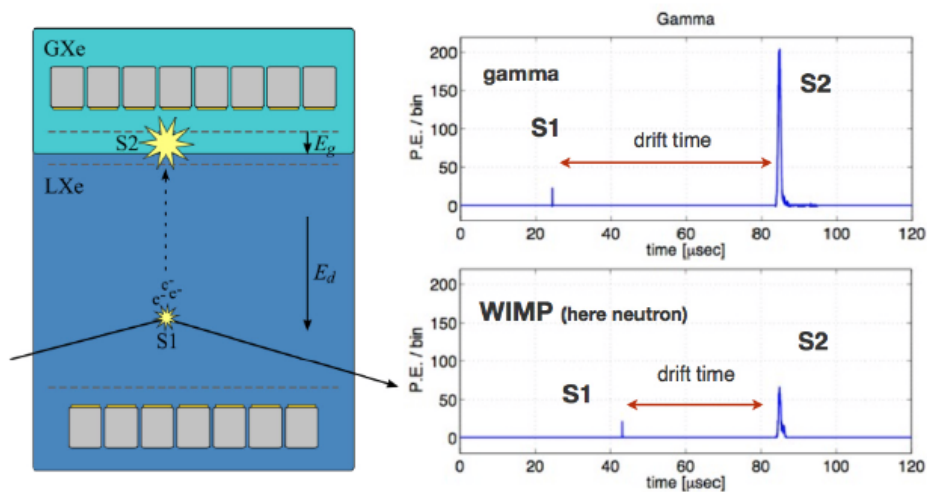 GXe
S2
E_g
LXe
E_d
e-
e- e-
S1
Gamma
200
150
100
50
0
P.E. / bin
gamma
S1
S2
drift time
0 20 40 60 80 100 120
time [μsec]
200
150
100
50
0
P.E. / bin
WIMP (here neutron)
S2
S1
drift time
0 20 40 60 80 100 120
time [μsec]